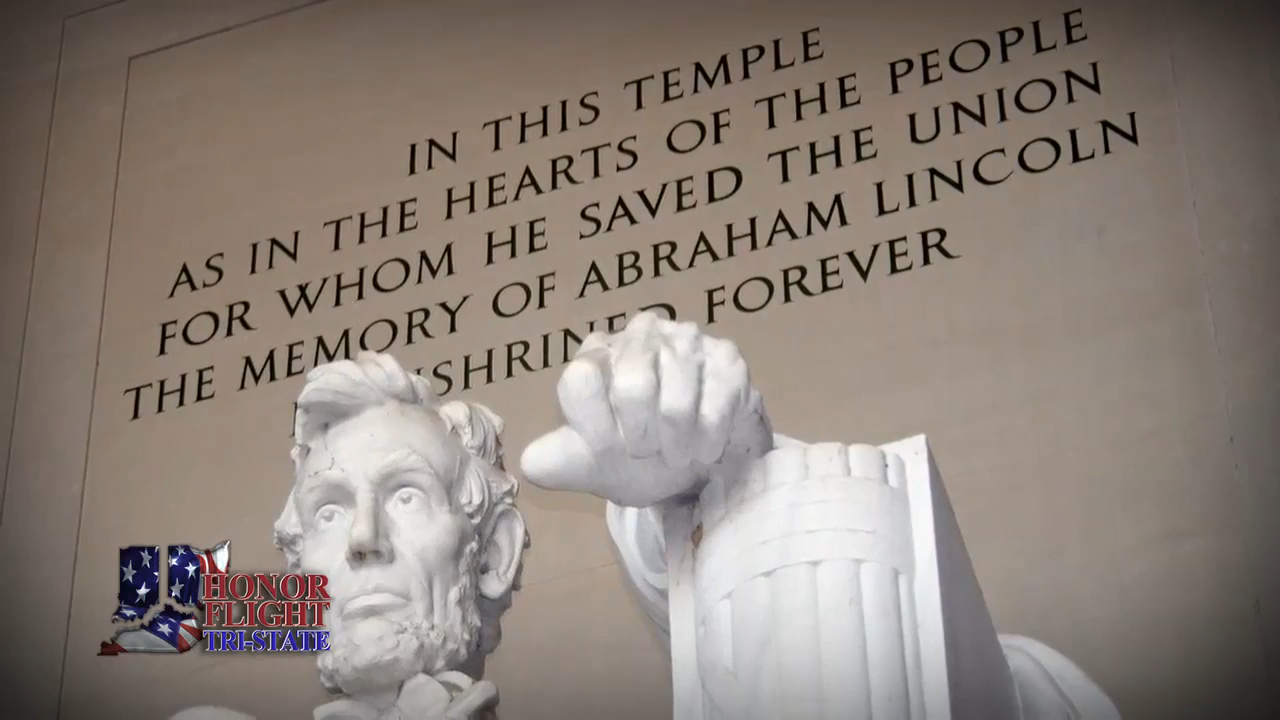 IN THIS TEMPLE
AS IN THE HEARTS OF THE PEOPLE
FOR WHOM HE SAVED THE UNION
THE MEMORY OF ABRAHAM LINCOLN
ISHRINED FOREVER
HONOR
FLIGHT
TRI-STATE